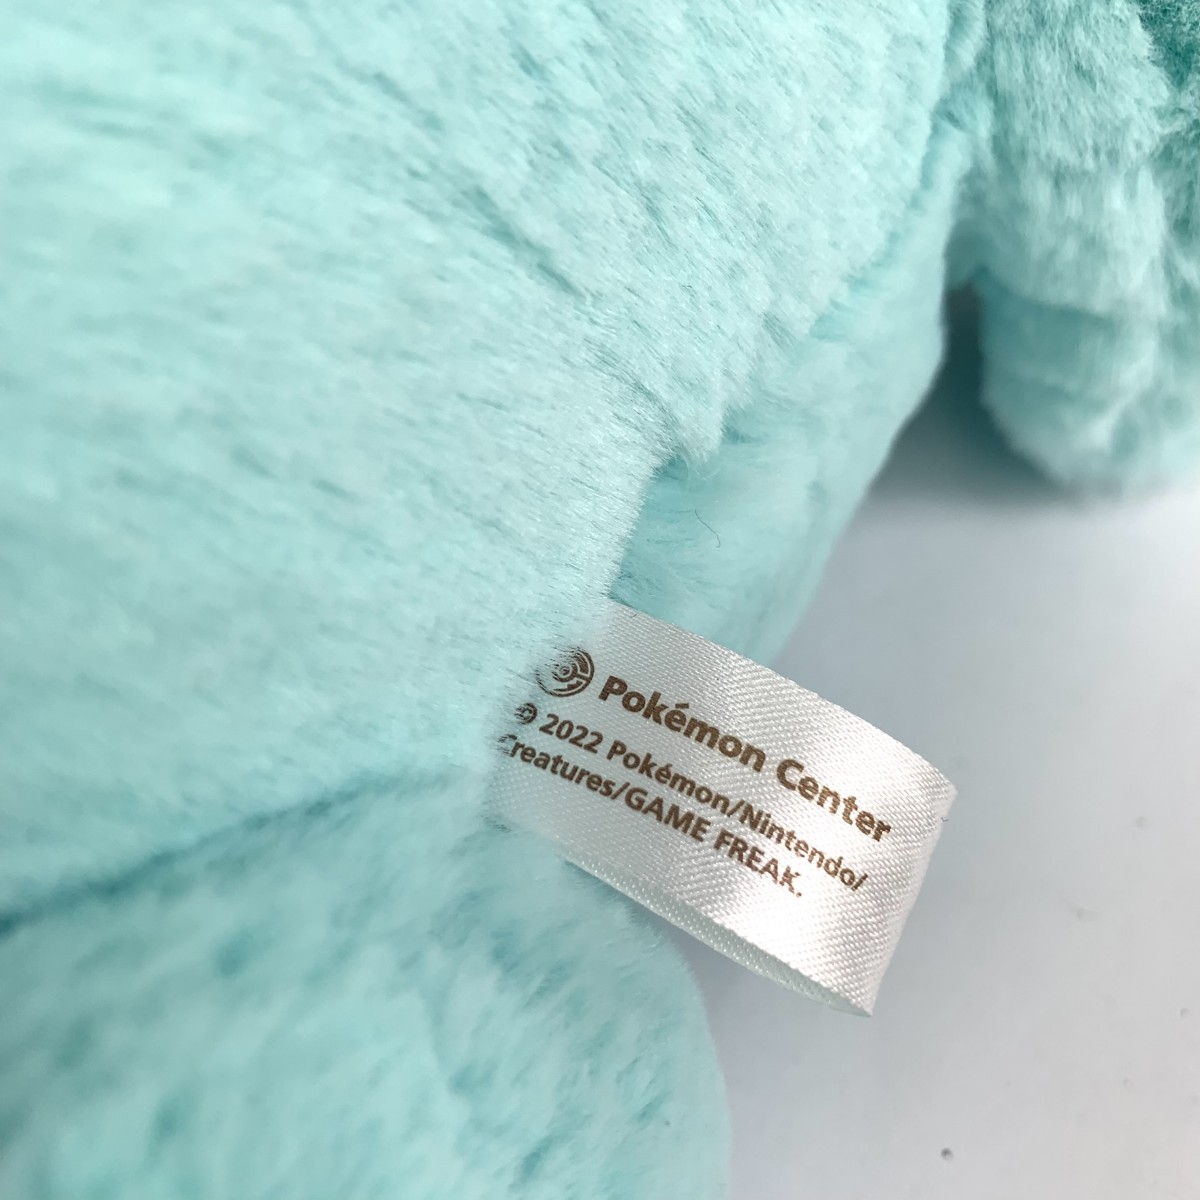 Pokémon Center
© 2022 Pokémon/Nintendo/
Creatures/GAME FREAK.